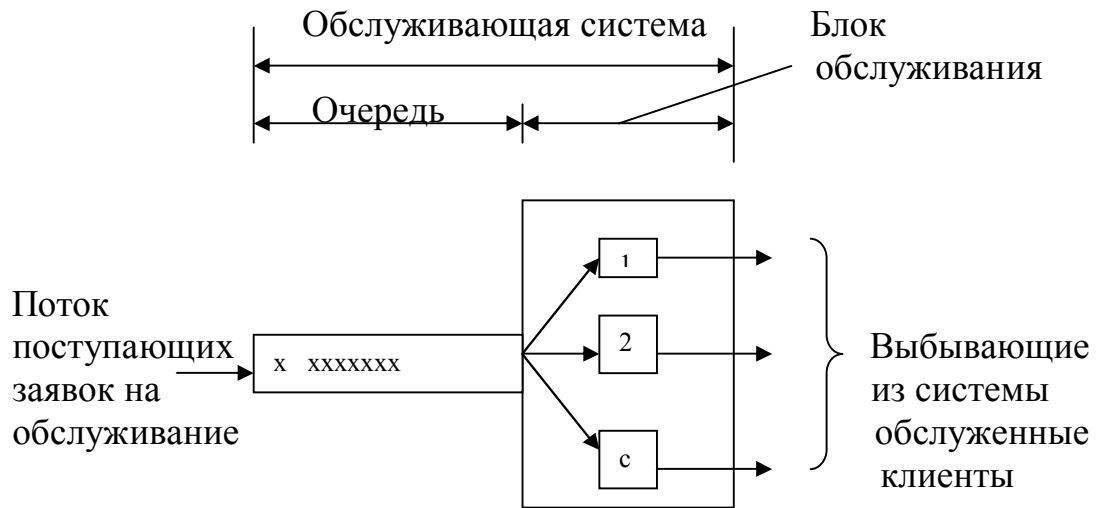 Обслуживающая система
Блок
обслуживания
Очередь
Поток
поступающих
заявок на
обслуживание
x xxxxxxx
1
2
c
Выбывающие
из системы
обслуженные
клиенты